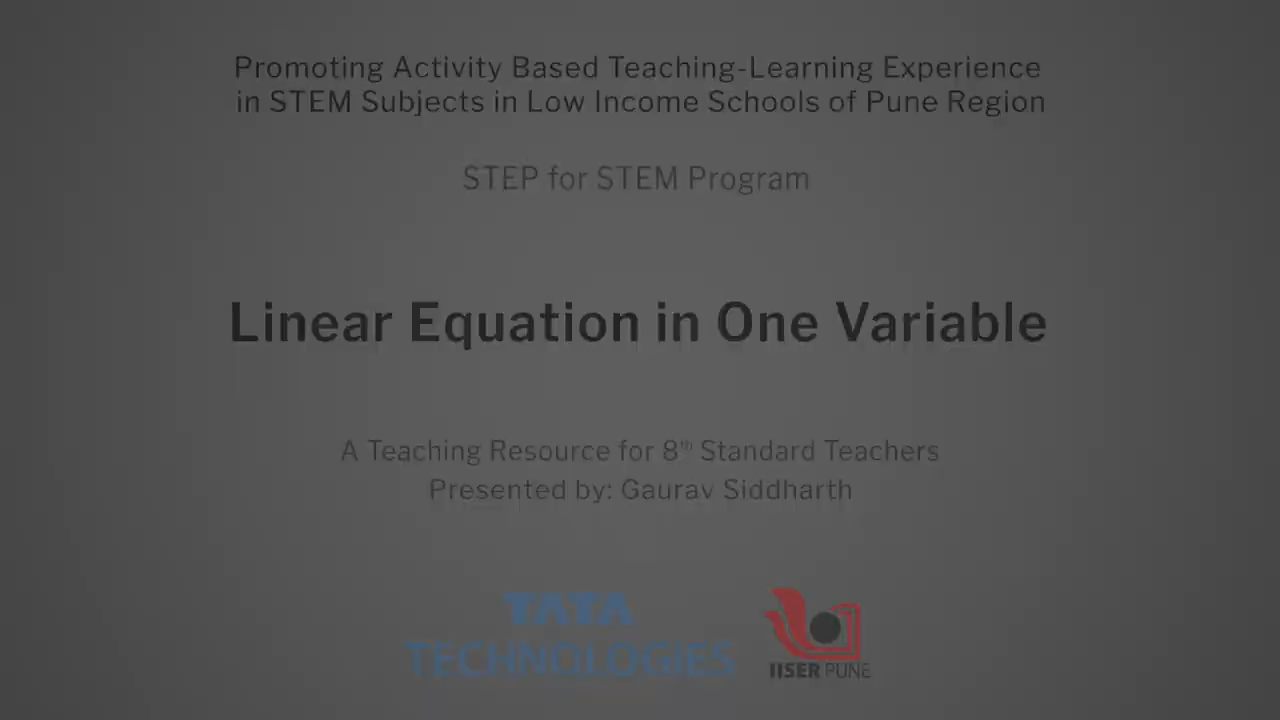 Promoting Activity Based Teaching-Learning Experience
in STEM Subjects in Low Income Schools of Pune Region
STEP for STEM Program
Linear Equation in One Variable
A Teaching Resource for 8th Standard Teachers
Presented by: Gaurav Siddharth
TATA
TECHNOLOGIES
IISER PUNE